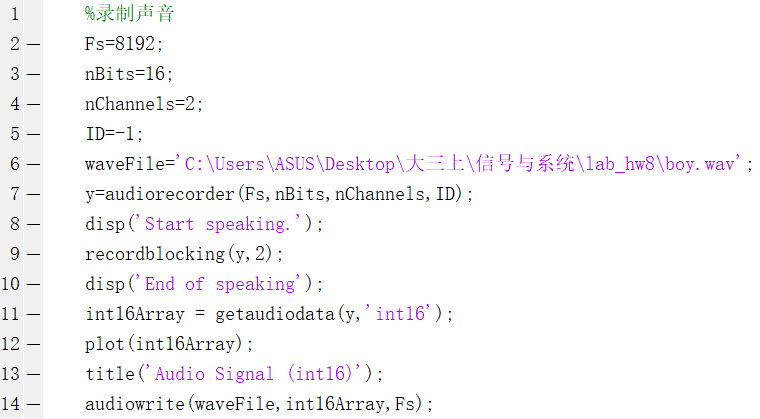 1 %录制声音
2 — Fs=8192;
3 — nBits=16;
4 — nChannels=2;
5 — ID=-1;
6 — waveFile='C:\Users\ASUS\Desktop\大三上\信号与系统\lab_hw8\boy.wav';
7 — y=audiorecorder(Fs,nBits,nChannels,ID);
8 — disp('Start speaking.');
9 — recordblocking(y,2);
10 — disp('End of speaking');
11 — int16Array = getaudiodata(y,'int16');
12 — plot(int16Array);
13 — title('Audio Signal (int16)');
14 — audiowrite(waveFile,int16Array,Fs);